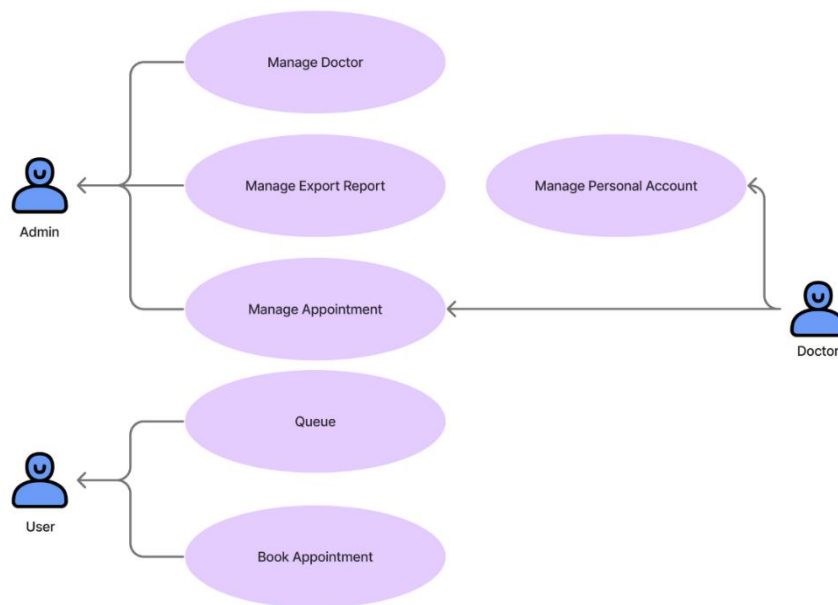 Manage Doctor
Manage Export Report
Manage Personal Account
Admin
Manage Appointment
Doctor
Queue
User
Book Appointment